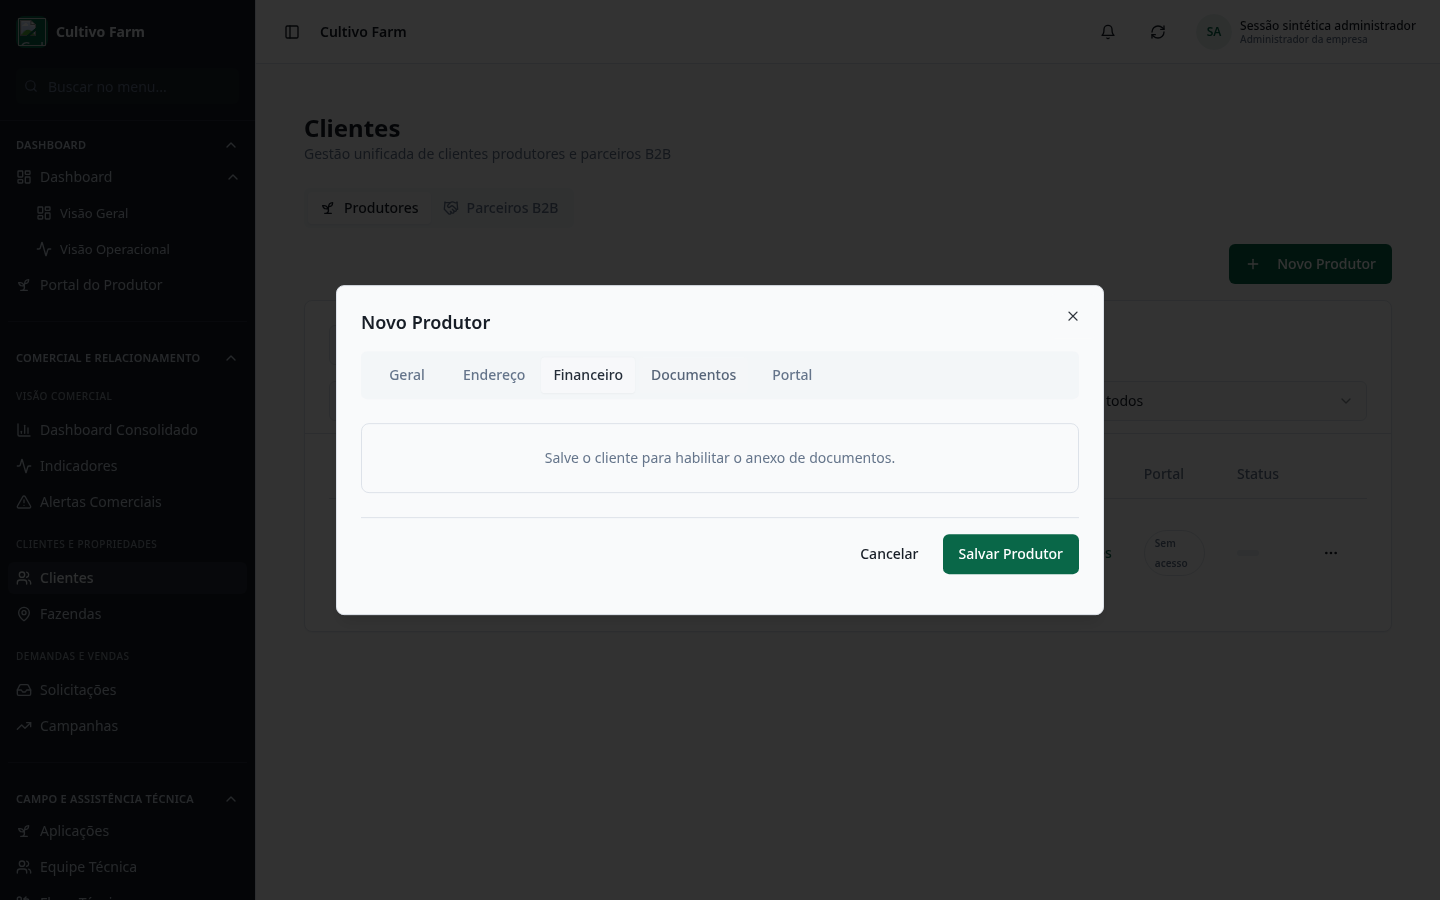 Cultivo Farm
Buscar no menu...
DASHBOARD
Dashboard
Visão Geral
Visão Operacional
Portal do Produtor
COMERCIAL E RELACIONAMENTO
VISÃO COMERCIAL
Dashboard Consolidado
Indicadores
Alertas Comerciais
CLIENTES E PROPRIEDADES
Clientes
Fazendas
DEMANDAS E VENDAS
Solicitações
Campanhas
CAMPO E ASSISTÊNCIA TÉCNICA
Aplicações
Equipe Técnica
Cultivo Farm
SA
Sessão sintética administrador
Administrador da empresa
Clientes
Gestão unificada de clientes produtores e parceiros B2B
Produtores
Parceiros B2B
Novo Produtor
todos
Portal
Status
Sem
acesso
Novo Produtor
Geral
Endereço
Financeiro
Documentos
Portal
Salve o cliente para habilitar o anexo de documentos.
Cancelar
Salvar Produtor